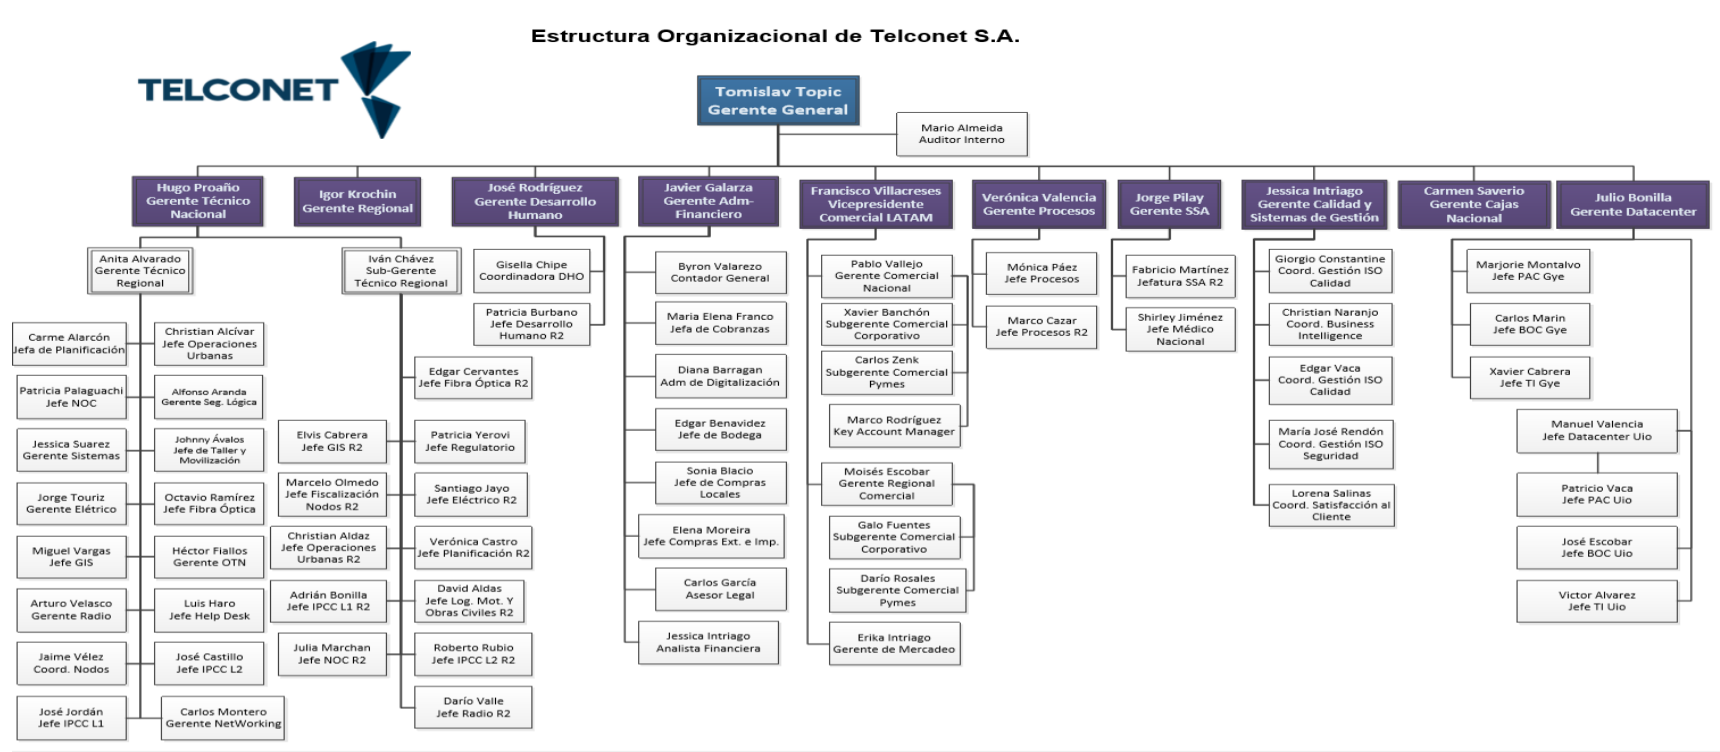 Estructura Organizacional de Telconet S.A.
TELCONET
Tomislav Topic
Gerente General
Mario Almeida
Auditor Interno
Hugo Proaño
Gerente Técnico
Nacional
Igor Krochin
Gerente Regional
José Rodríguez
Gerente Desarrollo
Humano
Javier Galarza
Gerente Adm-
Financiero
Francisco Villacreses
Vicepresidente
Comercial LATAM
Verónica Valencia
Gerente Procesos
Jorge Pilay
Gerente SSA
Jessica Intriago
Gerente Calidad y
Sistemas de Gestión
Carmen Saverio
Gerente Cajas
Nacional
Julio Bonilla
Gerente Datacenter
Anita Alvarado
Gerente Técnico
Regional
Iván Chávez
Sub-Gerente
Técnico Regional
Carme Alarcón
Jefa de Planificación
Christian Alcívar
Jefe Operaciones
Urbanas
Patricia Palaguachi
Jefe NOC
Alfonso Aranda
Gerente Seg. Lógica
Jessica Suarez
Gerente Sistemas
Johnny Ávalos
Jefe de Taller y
Movilización
Jorge Touriz
Gerente Elétrico
Octavio Ramírez
Jefe Fibra Óptica
Miguel Vargas
Jefe GIS
Héctor Fiallos
Gerente OTN
Arturo Velasco
Gerente Radio
Luis Haro
Jefe Help Desk
Jaime Vélez
Coord. Nodos
José Castillo
Jefe IPCC L2
José Jordán
Jefe IPCC L1
Carlos Montero
Gerente NetWorking
Edgar Cervantes
Jefe Fibra Óptica R2
Elvis Cabrera
Jefe GIS R2
Patricia Yerovi
Jefe Regulatorio
Marcelo Olmedo
Jefe Fiscalización
Nodos R2
Santiago Jayo
Jefe Eléctrico R2
Christian Aldaz
Jefe Operaciones
Urbanas R2
Verónica Castro
Jefe Planificación R2
Adrián Bonilla
Jefe IPCC L1 R2
David Aldas
Jefe Log. Mot. Y
Obras Civiles R2
Julia Marchan
Jefe NOC R2
Roberto Rubio
Jefe IPCC L2 R2
Darío Valle
Jefe Radio R2
Gisella Chipe
Coordinadora DHO
Patricia Burbano
Jefe Desarrollo
Humano R2
Byron Valarezo
Contador General
Maria Elena Franco
Jefa de Cobranzas
Diana Barragan
Adm de Digitalización
Edgar Benavidez
Jefe de Bodega
Sonia Blacio
Jefe de Compras
Locales
Elena Moreira
Jefe Compras Ext. e Imp.
Carlos García
Asesor Legal
Jessica Intriago
Analista Financiera
Pablo Vallejo
Gerente Comercial
Nacional
Xavier Banchón
Subgerente Comercial
Corporativo
Carlos Zenk
Subgerente Comercial
Pymes
Marco Rodríguez
Key Account Manager
Moisés Escobar
Gerente Regional
Comercial
Galo Fuentes
Subgerente Comercial
Corporativo
Darío Rosales
Subgerente Comercial
Pymes
Erika Intriago
Gerente de Mercadeo
Mónica Páez
Jefe Procesos
Marco Cazar
Jefe Procesos R2
Fabricio Martínez
Jefatura SSA R2
Shirley Jiménez
Jefe Médico
Nacional
Giorgio Constantine
Coord. Gestión ISO
Calidad
Christian Naranjo
Coord. Business
Intelligence
Edgar Vaca
Coord. Gestión ISO
Calidad
María José Rendón
Coord. Gestión ISO
Seguridad
Lorena Salinas
Coord. Satisfacción al
Cliente
Marjorie Montalvo
Jefe PAC Gye
Carlos Marin
Jefe BOC Gye
Xavier Cabrera
Jefe TI Gye
Manuel Valencia
Jefe Datacenter Uio
Patricio Vaca
Jefe PAC Uio
José Escobar
Jefe BOC Uio
Victor Alvarez
Jefe TI Uio